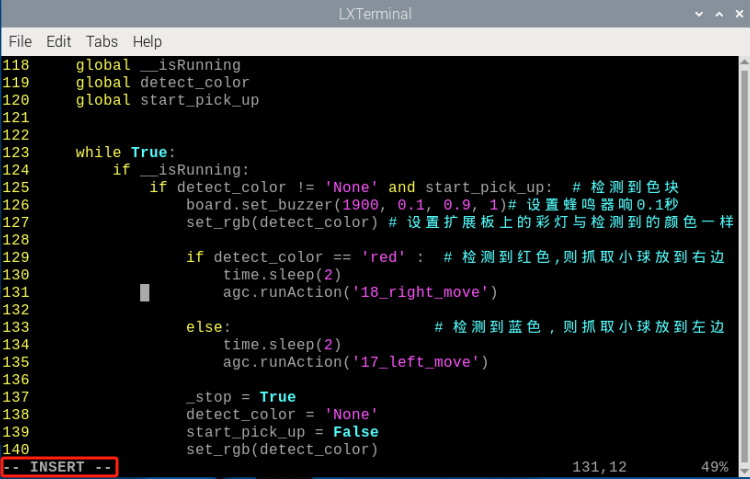 LXTerminal
File Edit Tabs Help
118 global __isRunning
119 global detect_color
120 global start_pick_up
121
122
123 while True:
124 if __isRunning:
125 if detect_color != 'None' and start_pick_up: # 检测到色块
126 board.set_buzzer(1900, 0.1, 0.9, 1)# 设置蜂鸣器响0.1秒
127 set_rgb(detect_color) # 设置扩展板上的彩灯与检测到的颜色一样
128
129 if detect_color == 'red' : # 检测到红色,则抓取小球放到右边
130 time.sleep(2)
131 agc.runAction('18_right_move')
132
133 else: # 检测到蓝色，则抓取小球放到左边
134 time.sleep(2)
135 agc.runAction('17_left_move')
136
137 _stop = True
138 detect_color = 'None'
139 start_pick_up = False
140 set_rgb(detect_color)
-- INSERT -- 131,12 49%